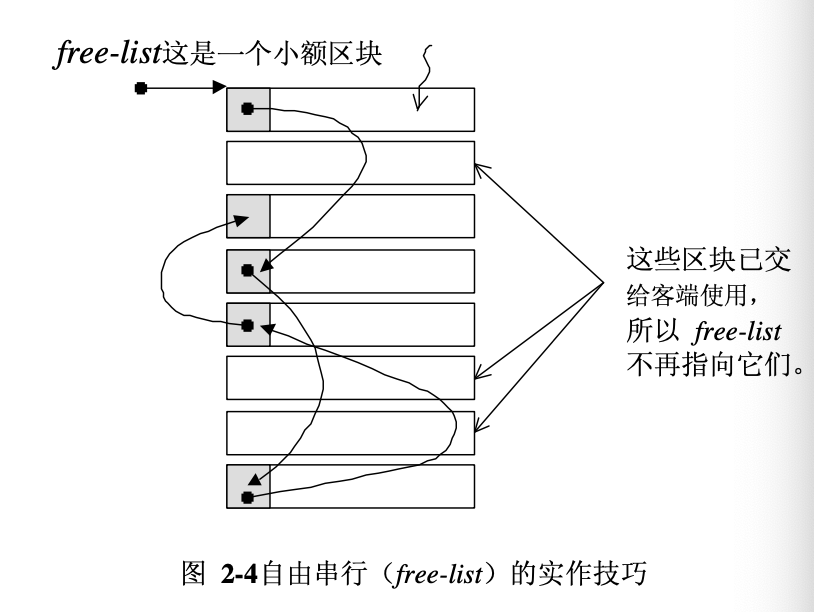 free-list这是一个小额区块
这些区块已交
给客端使用，
所以 free-list
不再指向它们。
图 2-4自由串行（free-list）的实作技巧